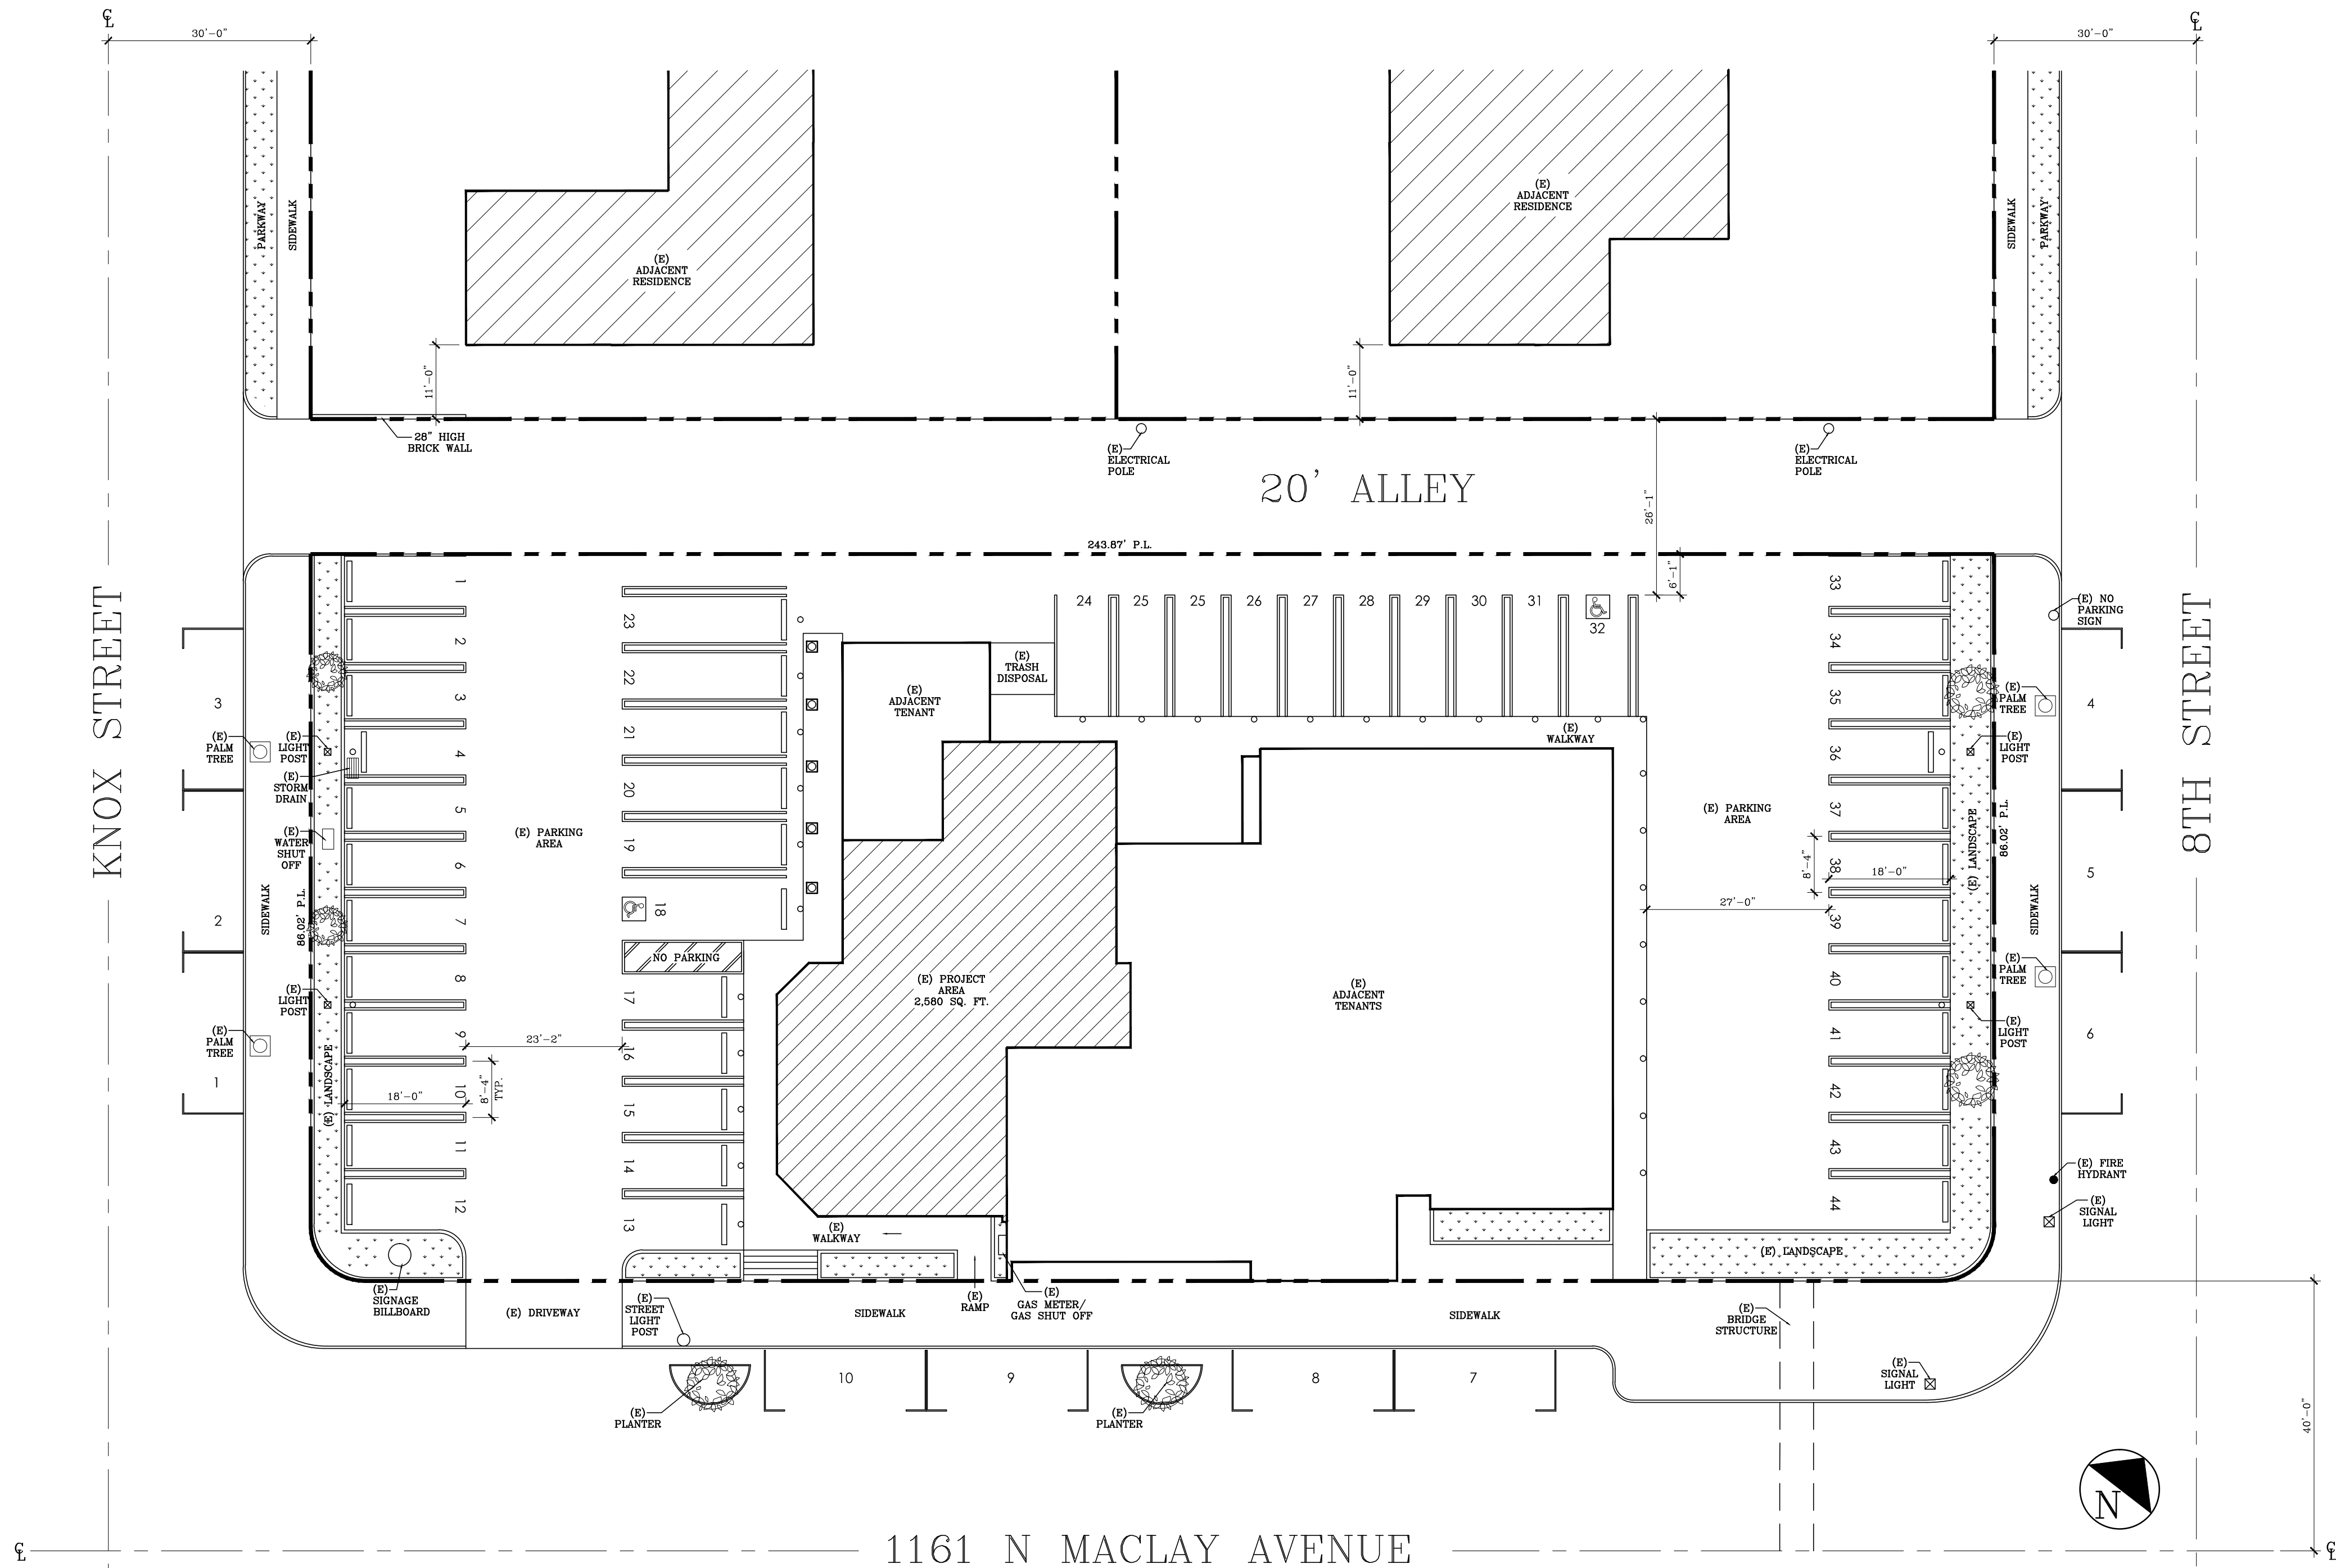 ℄
℄
30'-0"
30'-0"
PARKWAY
SIDEWALK
(E)
ADJACENT
RESIDENCE
(E)
ADJACENT
RESIDENCE
SIDEWALK
PARKWAY
11'-0"
11'-0"
28" HIGH
BRICK WALL
(E)
ELECTRICAL
POLE
(E)
ELECTRICAL
POLE
20' ALLEY
26'-1"
243.87' P.L.
6'-1"
KNOX STREET
8TH STREET
1
2
3
4
5
6
7
8
9
10
11
12
23
22
21
20
19
18
NO PARKING
17
16
15
14
13
24
25
25
26
27
28
29
30
31
32
33
34
35
36
37
38
39
40
41
42
43
44
(E) NO
PARKING
SIGN
3
2
1
4
5
6
(E)
PALM
TREE
(E)
LIGHT
POST
(E)
STORM
DRAIN
(E)
WATER
SHUT
OFF
SIDEWALK
86.02' P.L.
(E)
LIGHT
POST
(E)
PALM
TREE
(E) LANDSCAPE
18'-0"
23'-2"
8'-4"
TYP.
(E) PARKING
AREA
(E)
ADJACENT
TENANT
(E)
TRASH
DISPOSAL
(E)
WALKWAY
(E) PROJECT
AREA
2,580 SQ. FT.
(E)
ADJACENT
TENANTS
(E) PARKING
AREA
8'-4"
18'-0"
27'-0"
(E)
PALM
TREE
(E)
LIGHT
POST
(E) LANDSCAPE
86.02' P.L.
SIDEWALK
(E)
PALM
TREE
(E)
LIGHT
POST
(E) FIRE
HYDRANT
(E)
SIGNAL
LIGHT
(E)
WALKWAY
(E) LANDSCAPE
(E)
SIGNAGE
BILLBOARD
(E) DRIVEWAY
(E)
STREET
LIGHT
POST
SIDEWALK
(E)
RAMP
(E)
GAS METER/
GAS SHUT OFF
SIDEWALK
(E)
BRIDGE
STRUCTURE
10
9
8
7
(E)
SIGNAL
LIGHT
(E)
PLANTER
(E)
PLANTER
40'-0"
N
℄
1161 N MACLAY AVENUE
℄